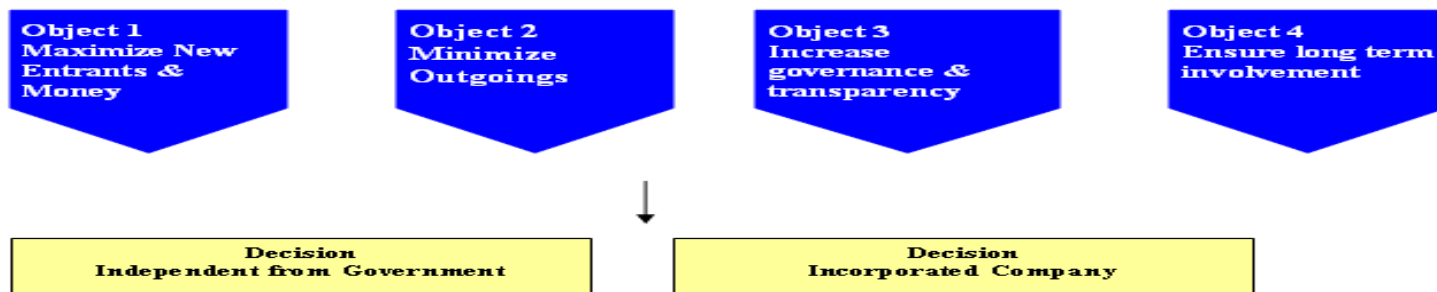 Object 1
Maximize New
Entrants &
Money
Object 2
Minimize
Outgoings
Object 3
Increase
governance &
transparency
Object 4
Ensure long term
involvement
Decision
Independent from Government
Decision
Incorporated Company